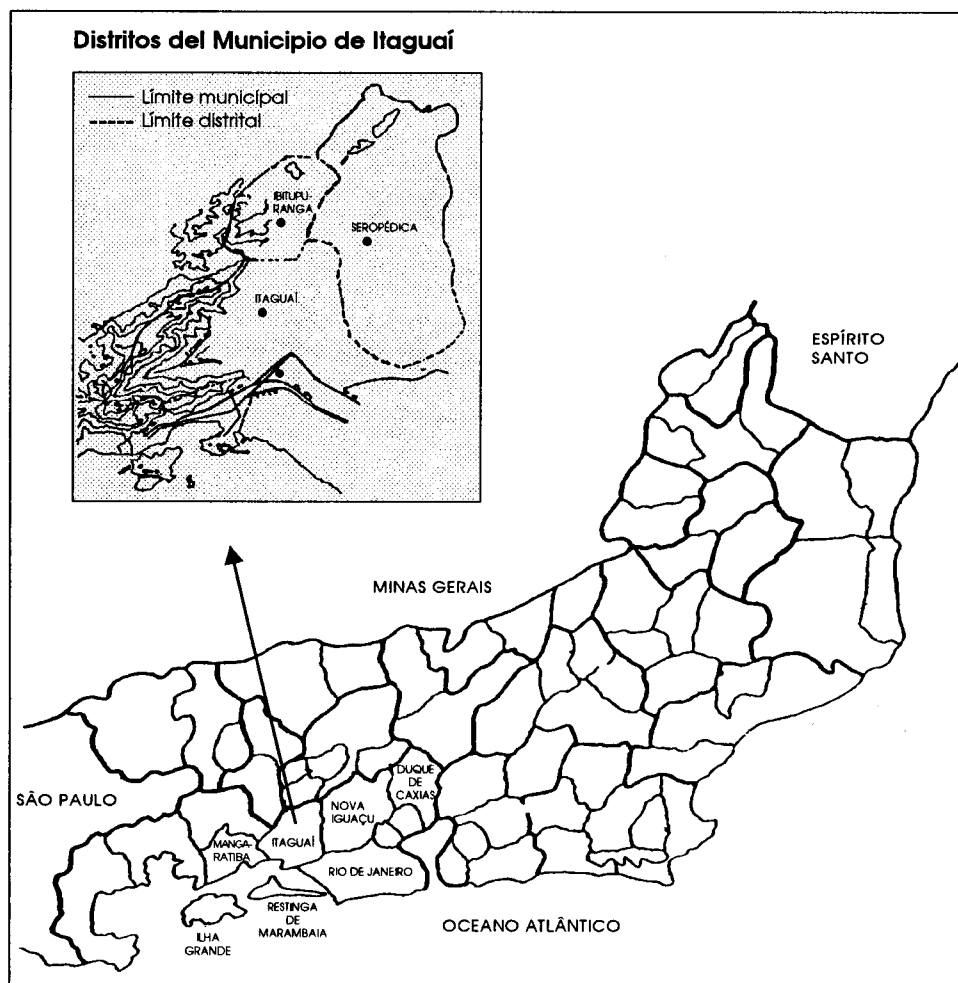 Distritos del Municipio de Itaguaí
Límite municipal
Límite distrital
IBITUPU-
RANGA
SEROPÉDICA
ITAGUAÍ
ESPÍRITO
SANTO
MINAS GERAIS
SÂO PAULO
DUQUE
DE
CAXIAS
NOVA
IGUAÇU
MANGA-
RATIBA
ITAGUAÍ
RIO DE JANEIRO
RESTINGA
DE
MARAMBAIA
ILHA
GRANDE
OCEANO ATLÂNTICO